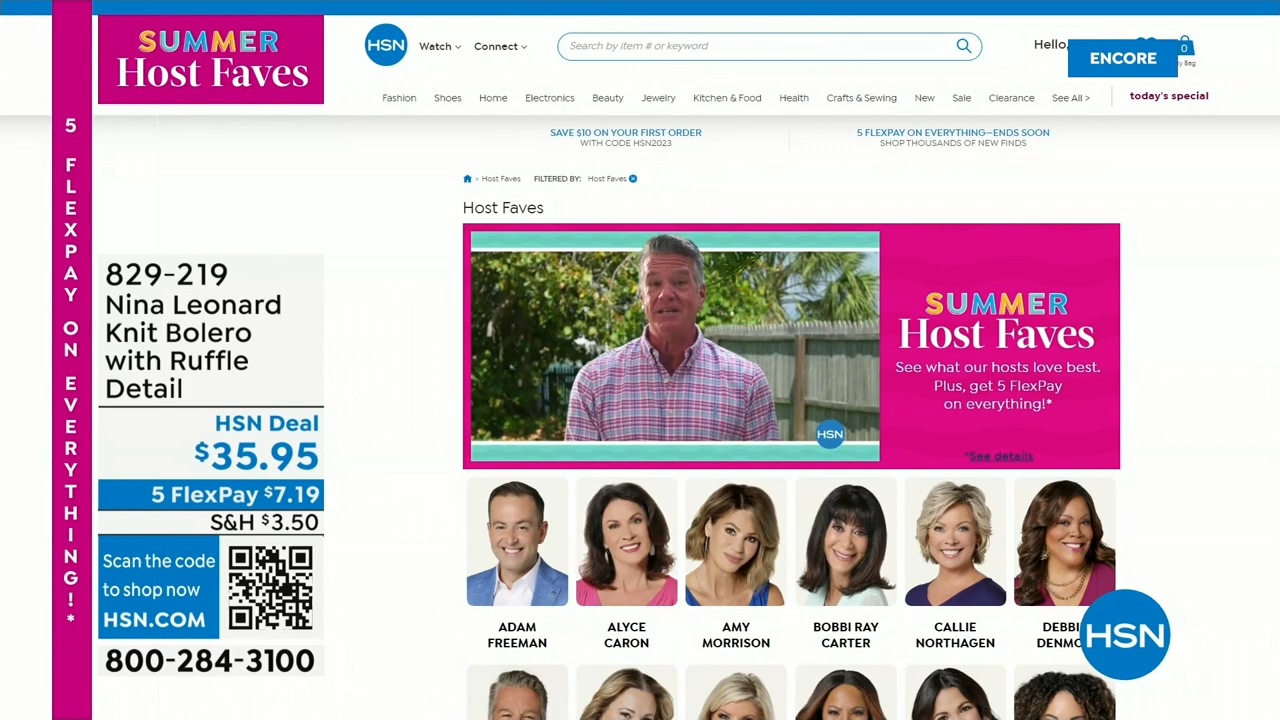 SUMMER
Host Faves
5 FLEXPAY ON EVERYTHING!*
829-219
Nina Leonard
Knit Bolero
with Ruffle
Detail
HSN Deal
$35.95
5 FlexPay $7.19
S&H $3.50
Scan the code
to shop now
HSN.COM
800-284-3100
HSN
Watch
Connect
Search by item # or keyword
Hello,
ENCORE
0
Bag
Fashion
Shoes
Home
Electronics
Beauty
Jewelry
Kitchen & Food
Health
Crafts & Sewing
New
Sale
Clearance
See All >
today's special
SAVE $10 ON YOUR FIRST ORDER
WITH CODE HSN2023
5 FLEXPAY ON EVERYTHING—ENDS SOON
SHOP THOUSANDS OF NEW FINDS
> Host Faves
FILTERED BY:
Host Faves
Host Faves
HSN
SUMMER
Host Faves
See what our hosts love best.
Plus, get 5 FlexPay
on everything!*
*See details
ADAM
FREEMAN
ALYCE
CARON
AMY
MORRISON
BOBBI RAY
CARTER
CALLIE
NORTHAGEN
HSN